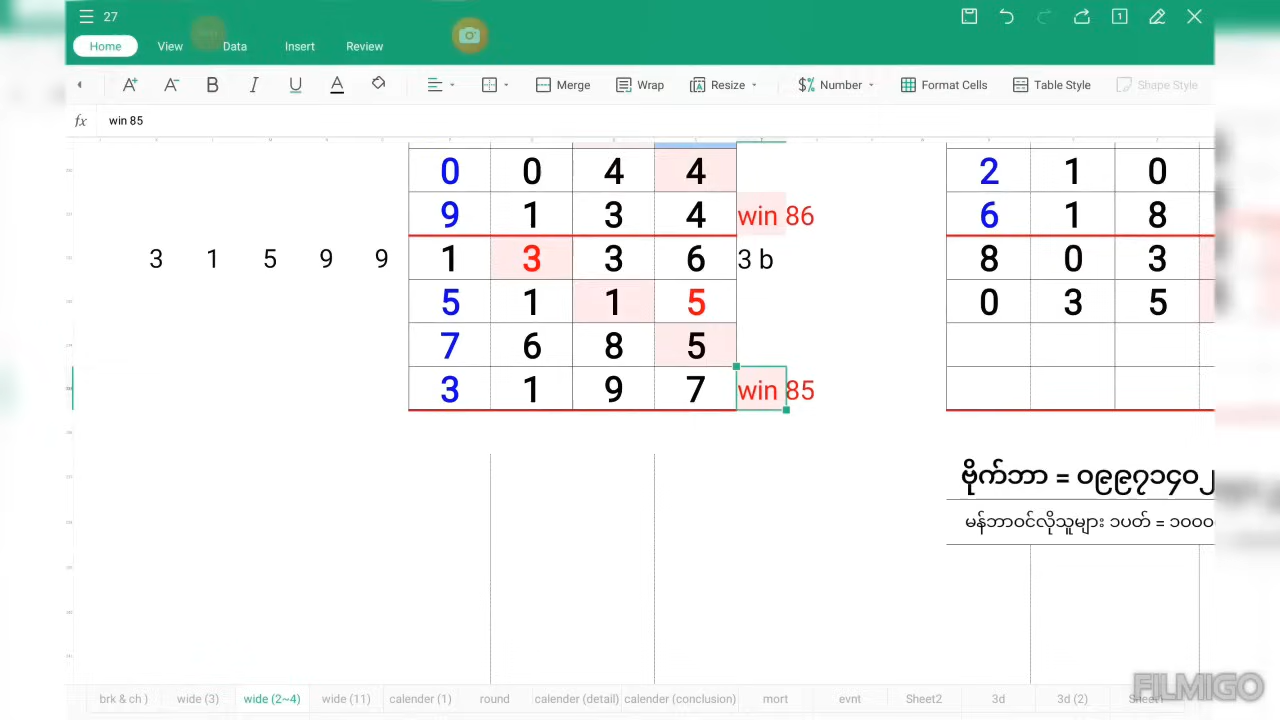 27
Home View Data Insert Review
A+ A- B I U A Merge Wrap Resize $% Number Format Cells Table Style Shape Style
fx win 85
0 0 4 4 2 1 0
9 1 3 4 win 86 6 1 8
3 1 5 9 9 1 3 3 6 3 b 8 0 3
5 1 1 5 0 3 5
7 6 8 5
3 1 9 7 win 85
ဗိုက်ဘာ = ၀၉၉၇၁၄၀၂
မန်ဘာဝင်လိုသူများ ၁ပတ် = ၁၀၀၀
brk & ch ) wide (3) wide (2~4) wide (11) calender (1) round calender (detail) calender (conclusion) mort evnt Sheet2 3d 3d (2) Sheet1
FILMIGO